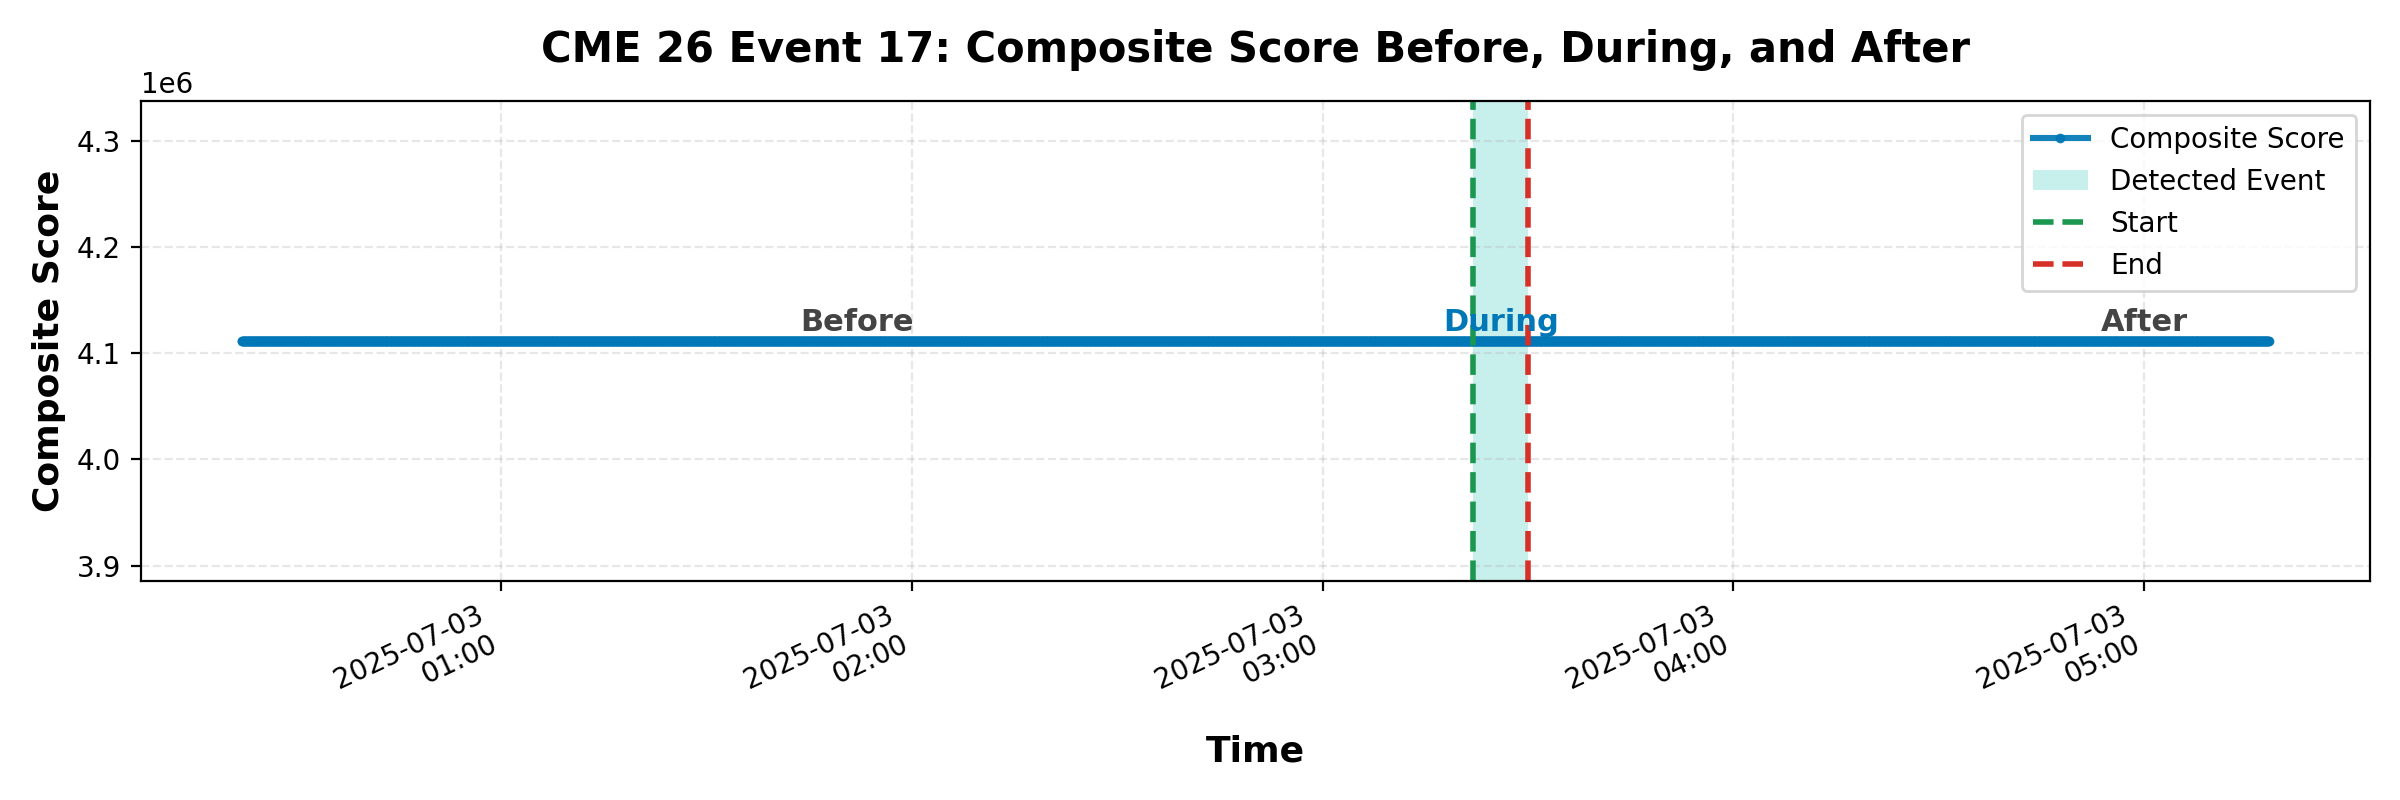 CME 26 Event 17: Composite Score Before, During, and After
1e6
Composite Score
4.3
4.2
4.1
4.0
3.9
Before
During
After
Composite Score
Detected Event
Start
End
2025-07-03
01:00
2025-07-03
02:00
2025-07-03
03:00
2025-07-03
04:00
2025-07-03
05:00
Time